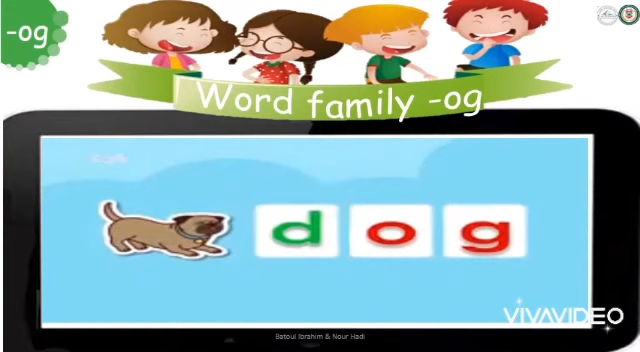 -og
Word family -og
d o g
VIVAVIDEO
Batoul Ibrahim & Nour Hadi